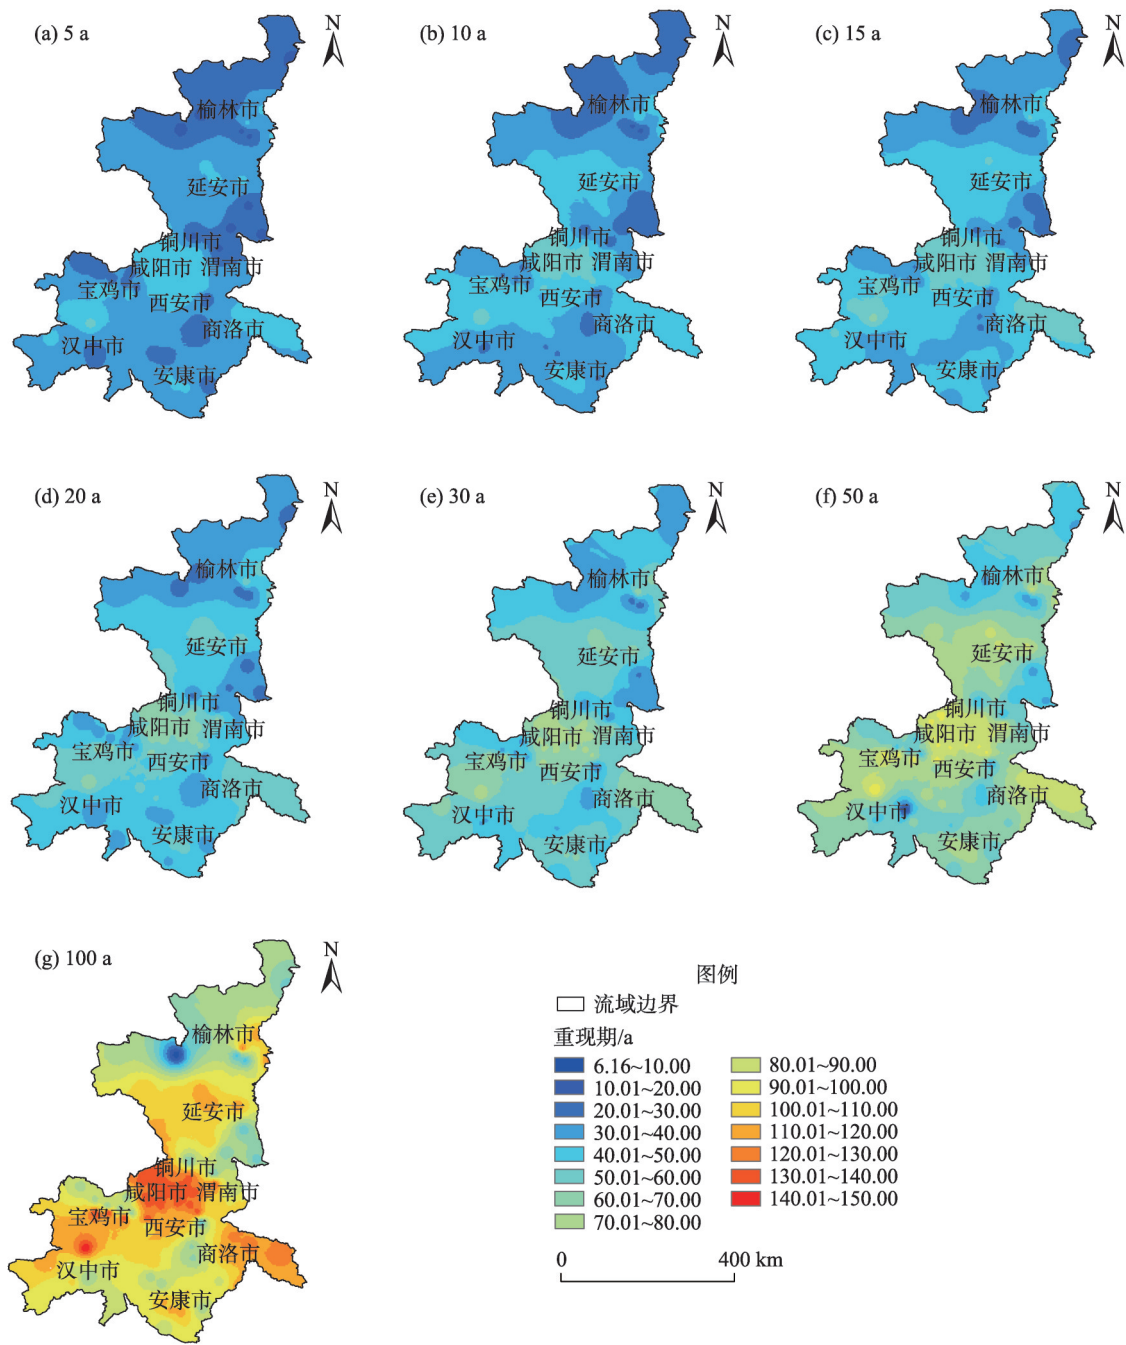 (a) 5 a
N
榆林市
延安市
铜川市
咸阳市 渭南市
宝鸡市
西安市
商洛市
汉中市
安康市
(b) 10 a
N
榆林市
延安市
铜川市
咸阳市 渭南市
宝鸡市
西安市
商洛市
汉中市
安康市
(c) 15 a
N
榆林市
延安市
铜川市
咸阳市 渭南市
宝鸡市
西安市
商洛市
汉中市
安康市
(d) 20 a
N
榆林市
延安市
铜川市
咸阳市 渭南市
宝鸡市
西安市
商洛市
汉中市
安康市
(e) 30 a
N
榆林市
延安市
铜川市
咸阳市 渭南市
宝鸡市
西安市
商洛市
汉中市
安康市
(f) 50 a
N
榆林市
延安市
铜川市
咸阳市 渭南市
宝鸡市
西安市
商洛市
汉中市
安康市
(g) 100 a
N
榆林市
延安市
铜川市
咸阳市 渭南市
宝鸡市
西安市
商洛市
汉中市
安康市
图例
流域边界
重现期/a
6.16~10.00
10.01~20.00
20.01~30.00
30.01~40.00
40.01~50.00
50.01~60.00
60.01~70.00
70.01~80.00
80.01~90.00
90.01~100.00
100.01~110.00
110.01~120.00
120.01~130.00
130.01~140.00
140.01~150.00
0 400 km